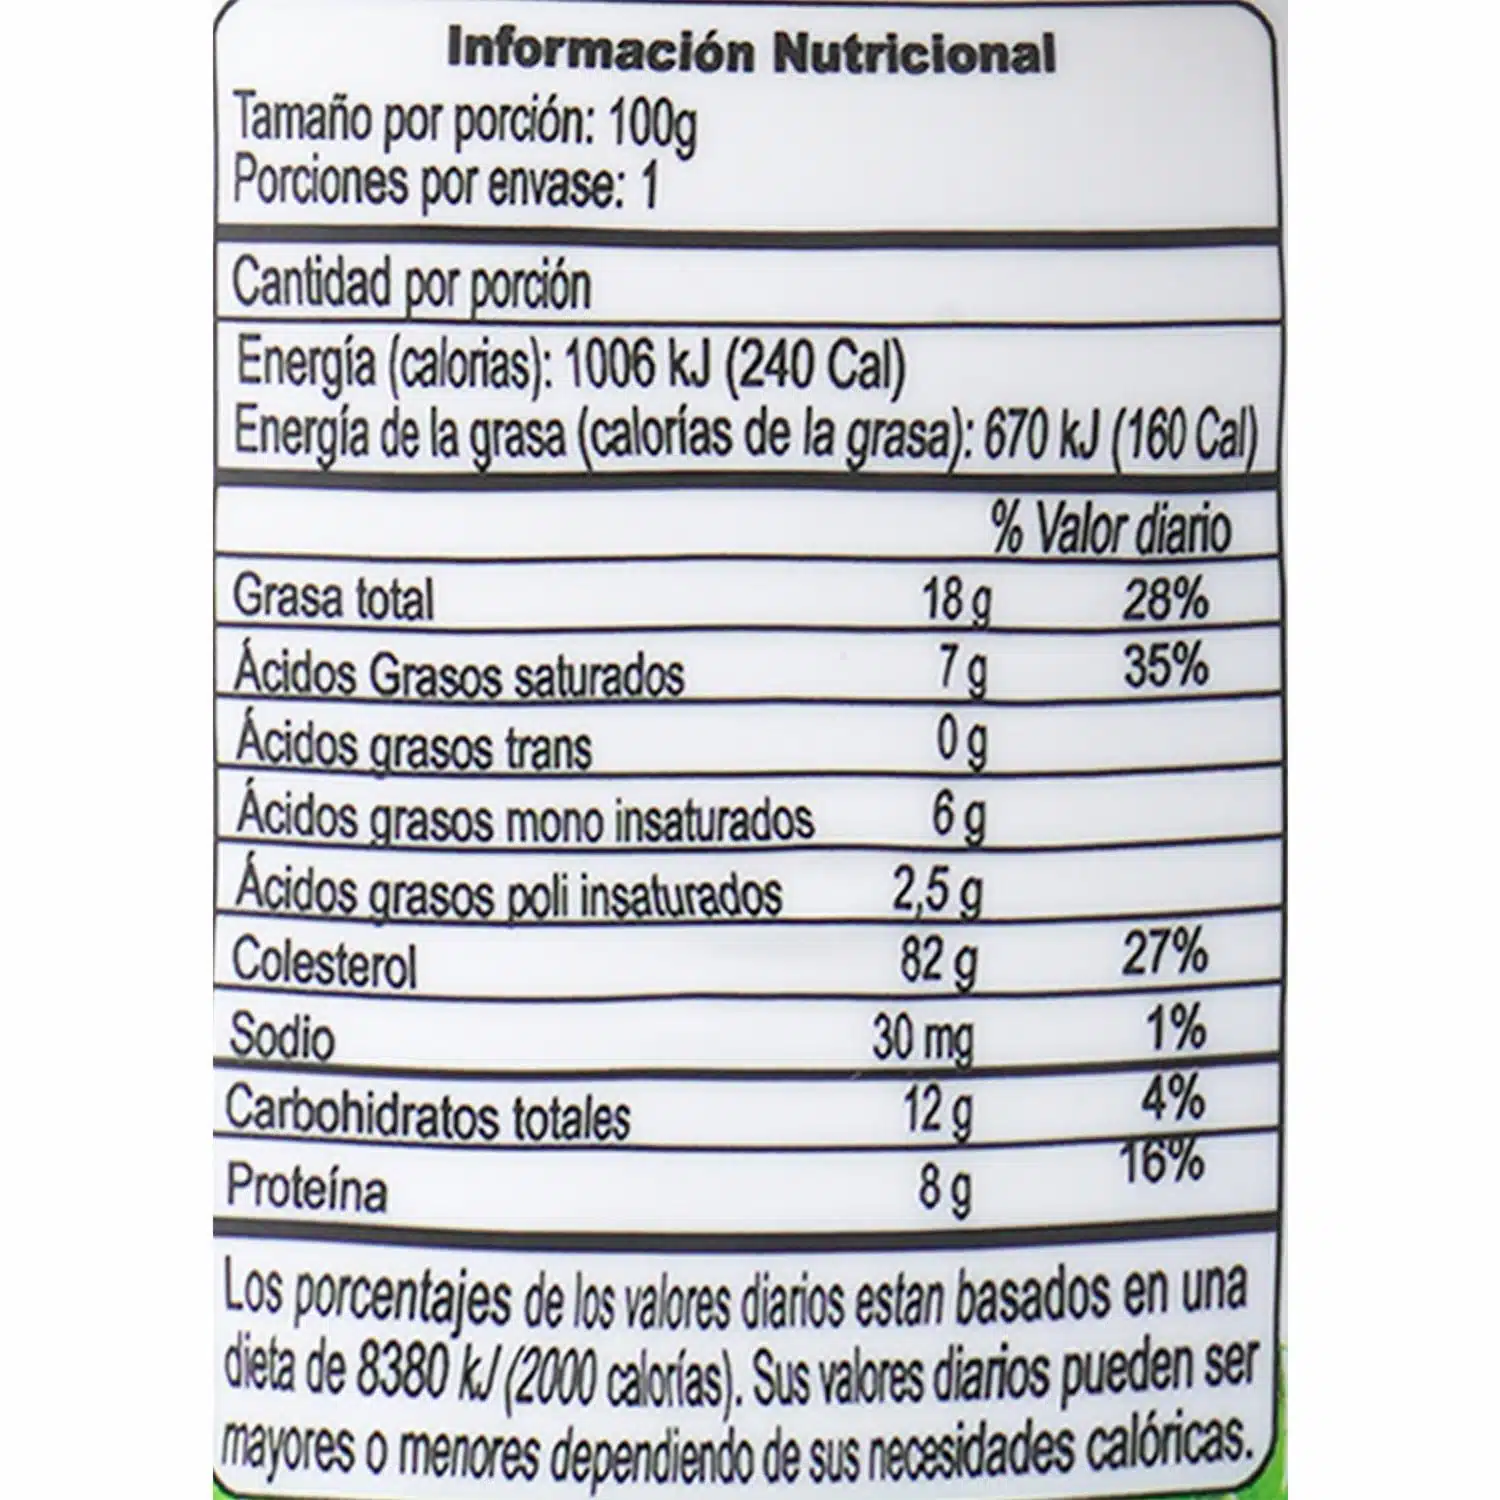 Información Nutricional
Tamaño por porción: 100g
Porciones por envase: 1
Cantidad por porción
Energía (calorias): 1006 kJ (240 Cal)
Energía de la grasa (calorías de la grasa): 670 kJ (160 Cal)
% Valor diario
Grasa total 18 g 28%
Ácidos Grasos saturados 7 g 35%
Ácidos grasos trans 0 g
Ácidos grasos mono insaturados 6 g
Ácidos grasos poli insaturados 2,5 g
Colesterol 82 g 27%
Sodio 30 mg 1%
Carbohidratos totales 12 g 4%
Proteína 8 g 16%
Los porcentajes de los valores diarios estan basados en una
dieta de 8380 kJ (2000 calorías). Sus valores diarios pueden ser
mayores o menores dependiendo de sus necesidades calóricas.